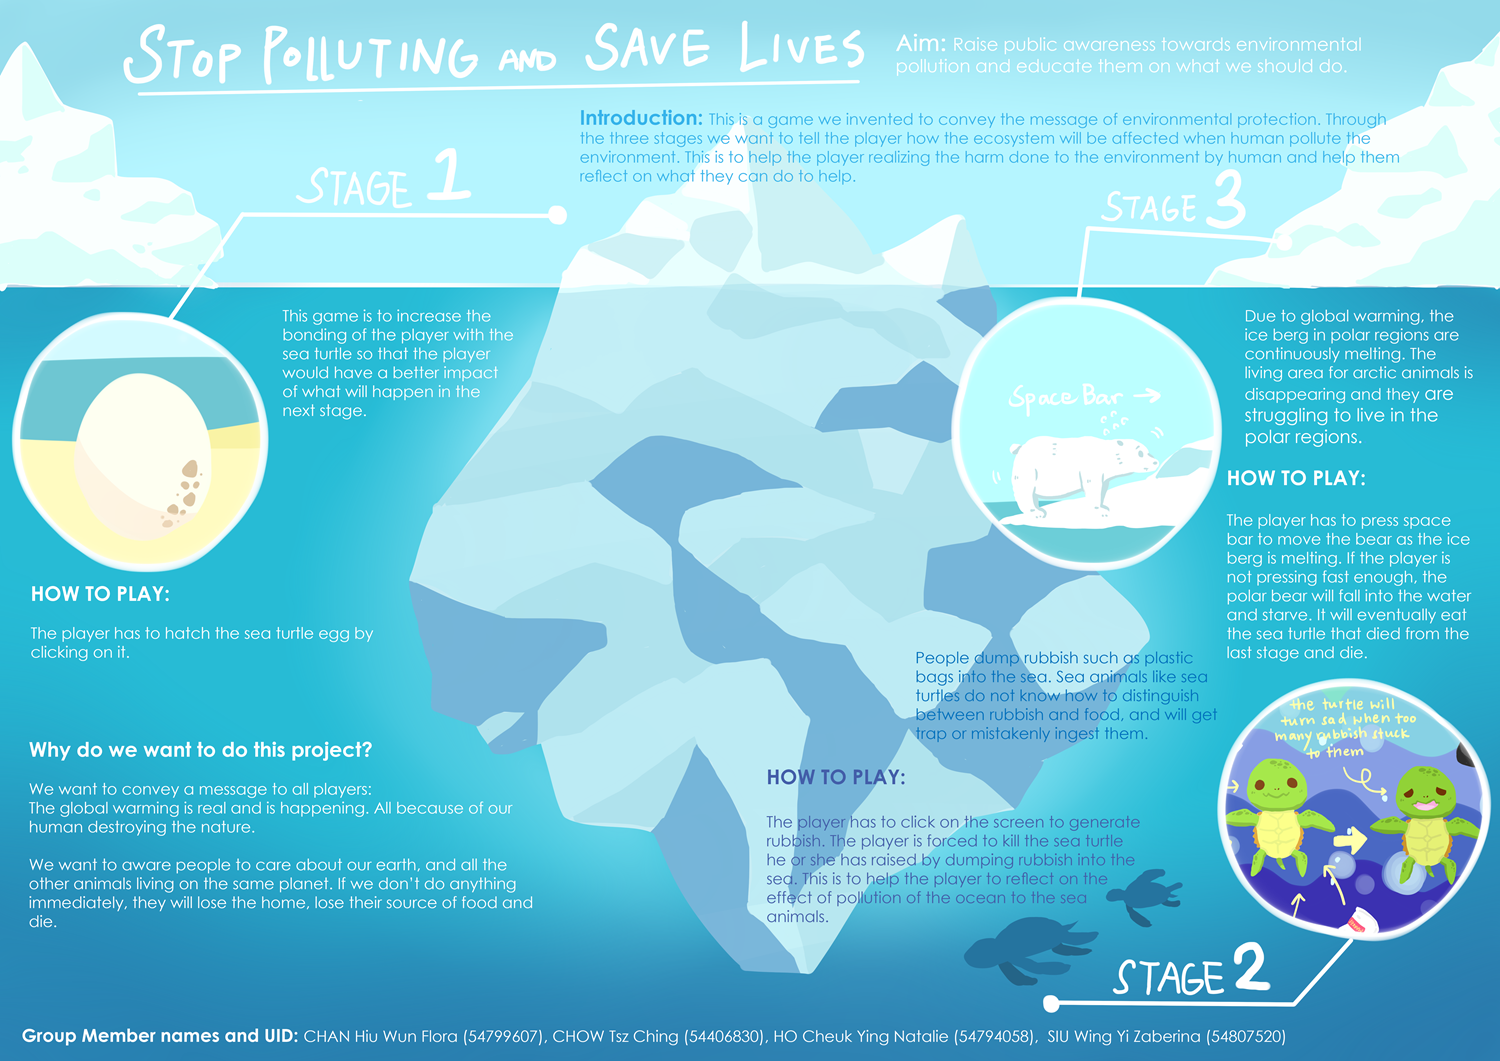 STOP POLLUTING AND SAVE LIVES
Aim: Raise public awareness towards environmental
pollution and educate them on what we should do.
Introduction: This is a game we invented to convey the message of environmental protection. Through
the three stages we want to tell the player how the ecosystem will be affected when human pollute the
environment. This is to help the player realizing the harm done to the environment by human and help them
reflect on what they can do to help.
STAGE 1
This game is to increase the
bonding of the player with the
sea turtle so that the player
would have a better impact
of what will happen in the
next stage.
HOW TO PLAY:
The player has to hatch the sea turtle egg by
clicking on it.
Why do we want to do this project?
We want to convey a message to all players:
The global warming is real and is happening. All because of our
human destroying the nature.
We want to aware people to care about our earth, and all the
other animals living on the same planet. If we don't do anything
immediately, they will lose the home, lose their source of food and
die.
STAGE 3
Space Bar →
Due to global warming, the
ice berg in polar regions are
continuously melting. The
living area for arctic animals is
disappearing and they are
struggling to live in the
polar regions.
HOW TO PLAY:
The player has to press space
bar to move the bear as the ice
berg is melting. If the player is
not pressing fast enough, the
polar bear will fall into the water
and starve. It will eventually eat
the sea turtle that died from the
last stage and die.
People dump rubbish such as plastic
bags into the sea. Sea animals like sea
turtles do not know how to distinguish
between rubbish and food, and will get
trap or mistakenly ingest them.
HOW TO PLAY:
The player has to click on the screen to generate
rubbish. The player is forced to kill the sea turtle
he or she has raised by dumping rubbish into the
sea. This is to help the player to reflect on the
effect of pollution of the ocean to the sea
animals.
the turtle will
turn sad when too
many rubbish stuck
to them
STAGE 2
Group Member names and UID: CHAN Hiu Wun Flora (54799607), CHOW Tsz Ching (54406830), HO Cheuk Ying Natalie (54794058), SIU Wing Yi Zaberina (54807520)